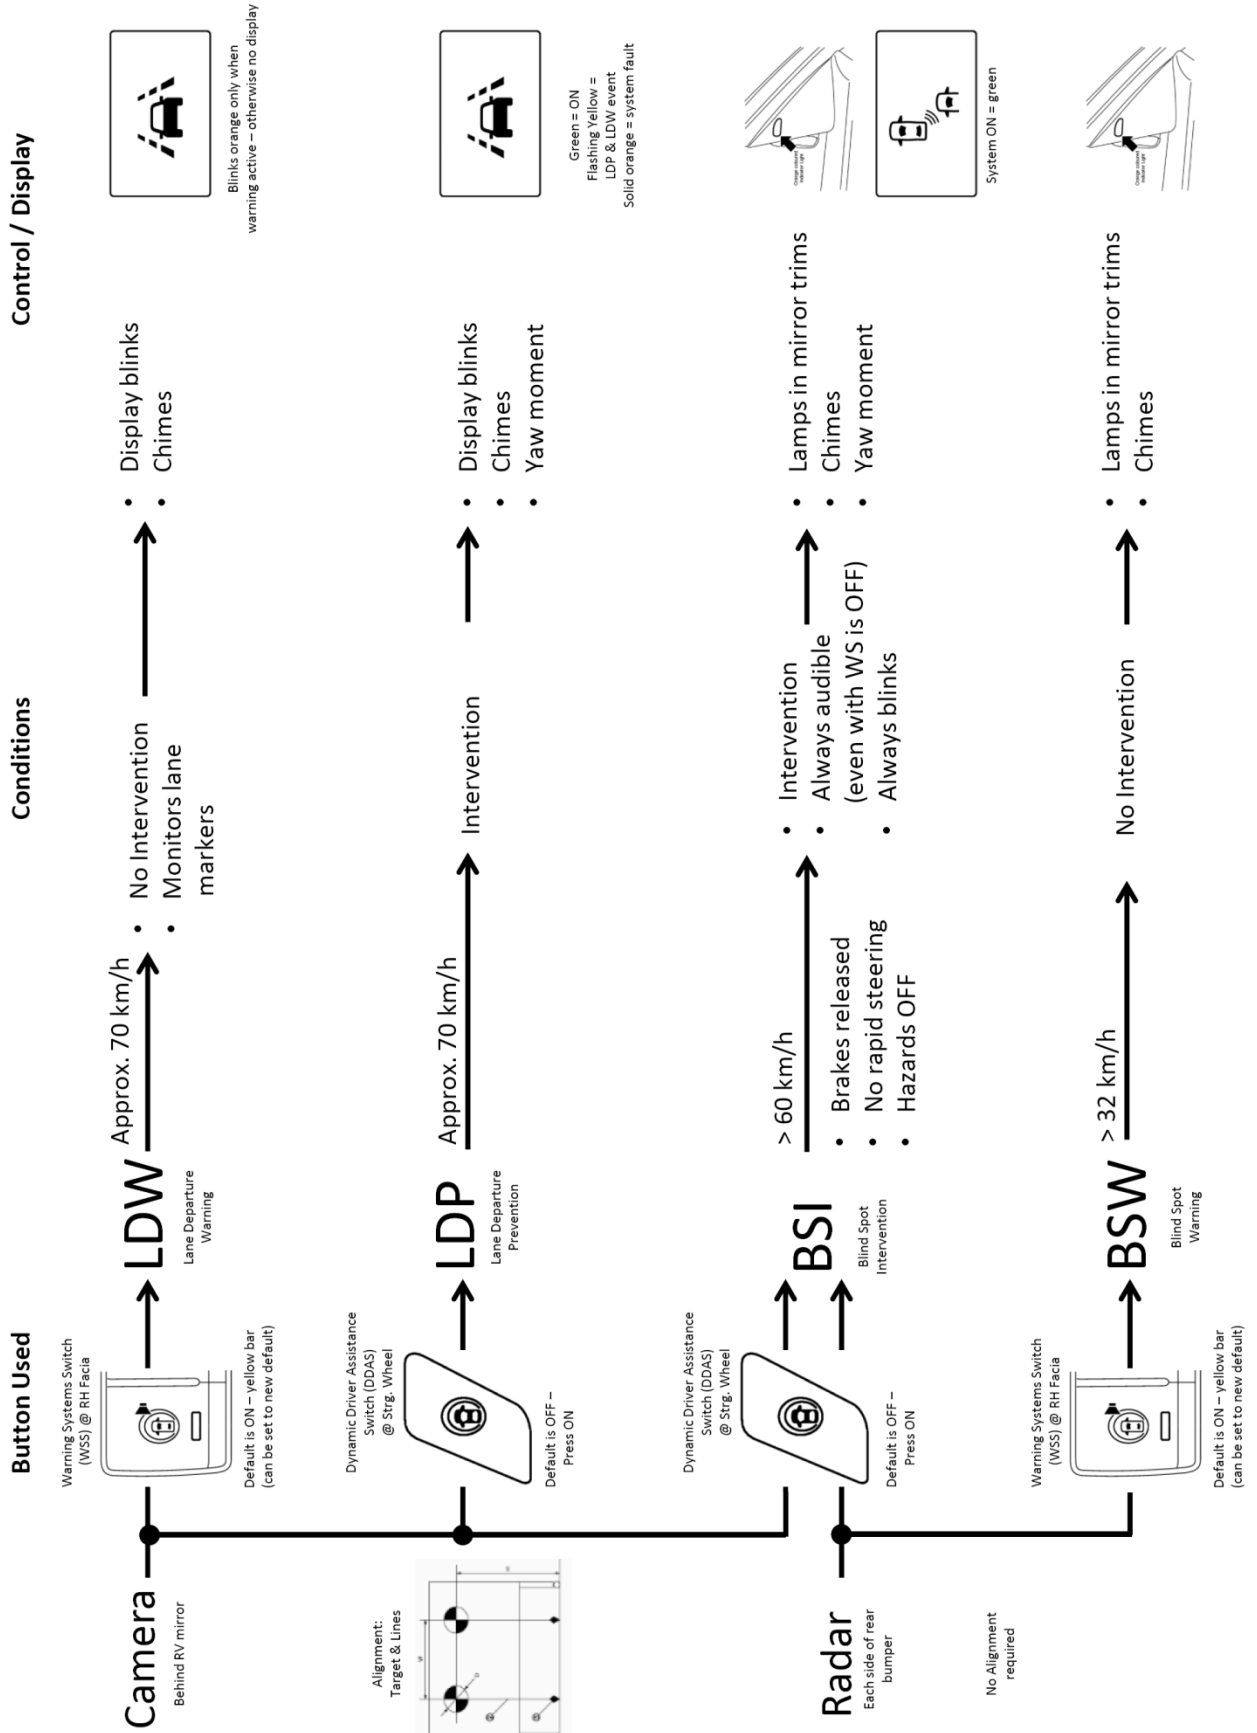 Button Used
Conditions
Control / Display
Camera
Behind RV mirror
Warning Systems Switch
(WSS) @ RH Facia
Default is ON – yellow bar
(can be set to new default)
LDW
Lane Departure
Warning
Approx. 70 km/h
• No Intervention
• Monitors lane
markers
• Display blinks
• Chimes
Blinks orange only when
warning active – otherwise no display
Alignment:
Target & Lines
Dynamic Driver Assistance
Switch (DDAS)
@ Strg. Wheel
Default is OFF –
Press ON
LDP
Lane Departure
Prevention
Approx. 70 km/h
Intervention
• Display blinks
• Chimes
• Yaw moment
Green = ON
Flashing Yellow =
LDP & LDW event
Solid orange = system fault
Radar
Each side of rear
bumper
No Alignment
required
Dynamic Driver Assistance
Switch (DDAS)
@ Strg. Wheel
Default is OFF –
Press ON
BSI
Blind Spot
Intervention
> 60 km/h
• Brakes released
• No rapid steering
• Hazards OFF
• Intervention
• Always audible
(even with WS is OFF)
• Always blinks
• Lamps in mirror trims
• Chimes
• Yaw moment
Orange coloured
Indicator Light
System ON = green
Warning Systems Switch
(WSS) @ RH Facia
Default is ON – yellow bar
(can be set to new default)
BSW
Blind Spot
Warning
> 32 km/h
No Intervention
• Lamps in mirror trims
• Chimes
Orange coloured
Indicator Light